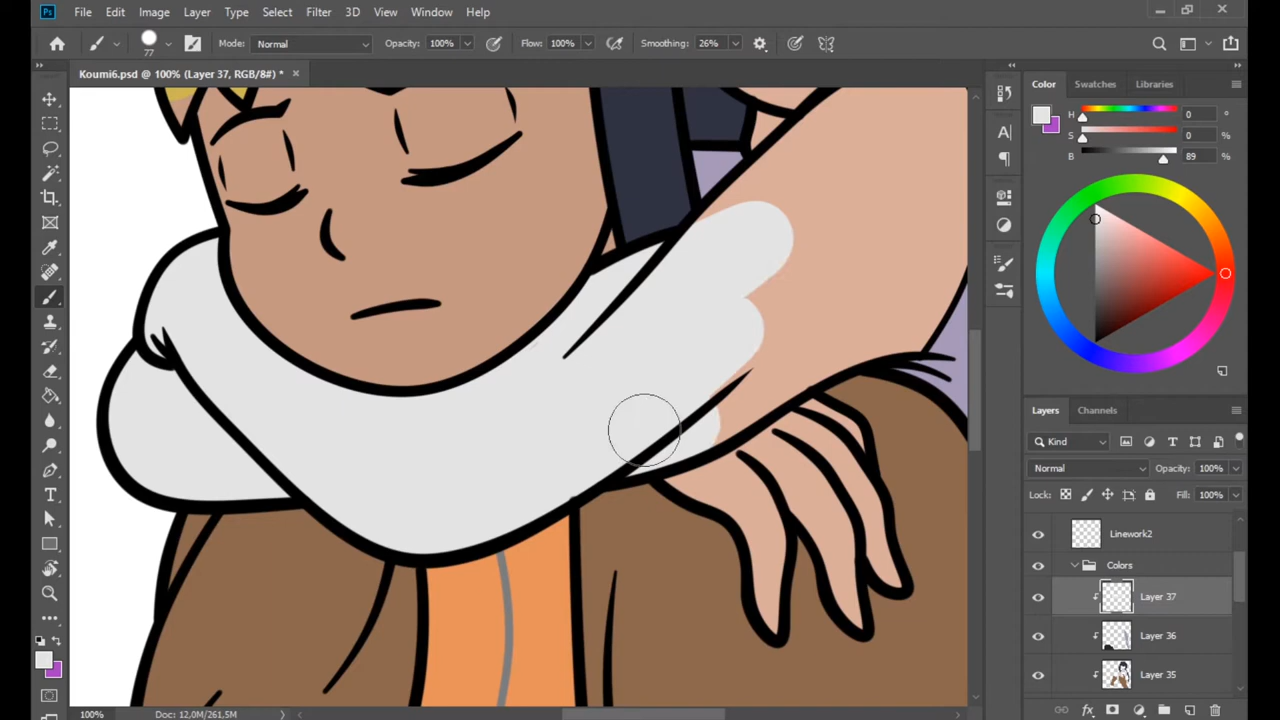 Ps File Edit Image Layer Type Select Filter 3D View Window Help
77 Mode: Normal Opacity: 100% Flow: 100% Smoothing: 26%
Koumi6.psd @ 100% (Layer 37, RGB/8#) *
Color Swatches Libraries
H 0 °
S 0 %
B 89 %
Layers Channels
Kind
Normal Opacity: 100%
Lock: Fill: 100%
Linework2
Colors
Layer 37
Layer 36
Layer 35
100% Doc: 12,0M/261,5M